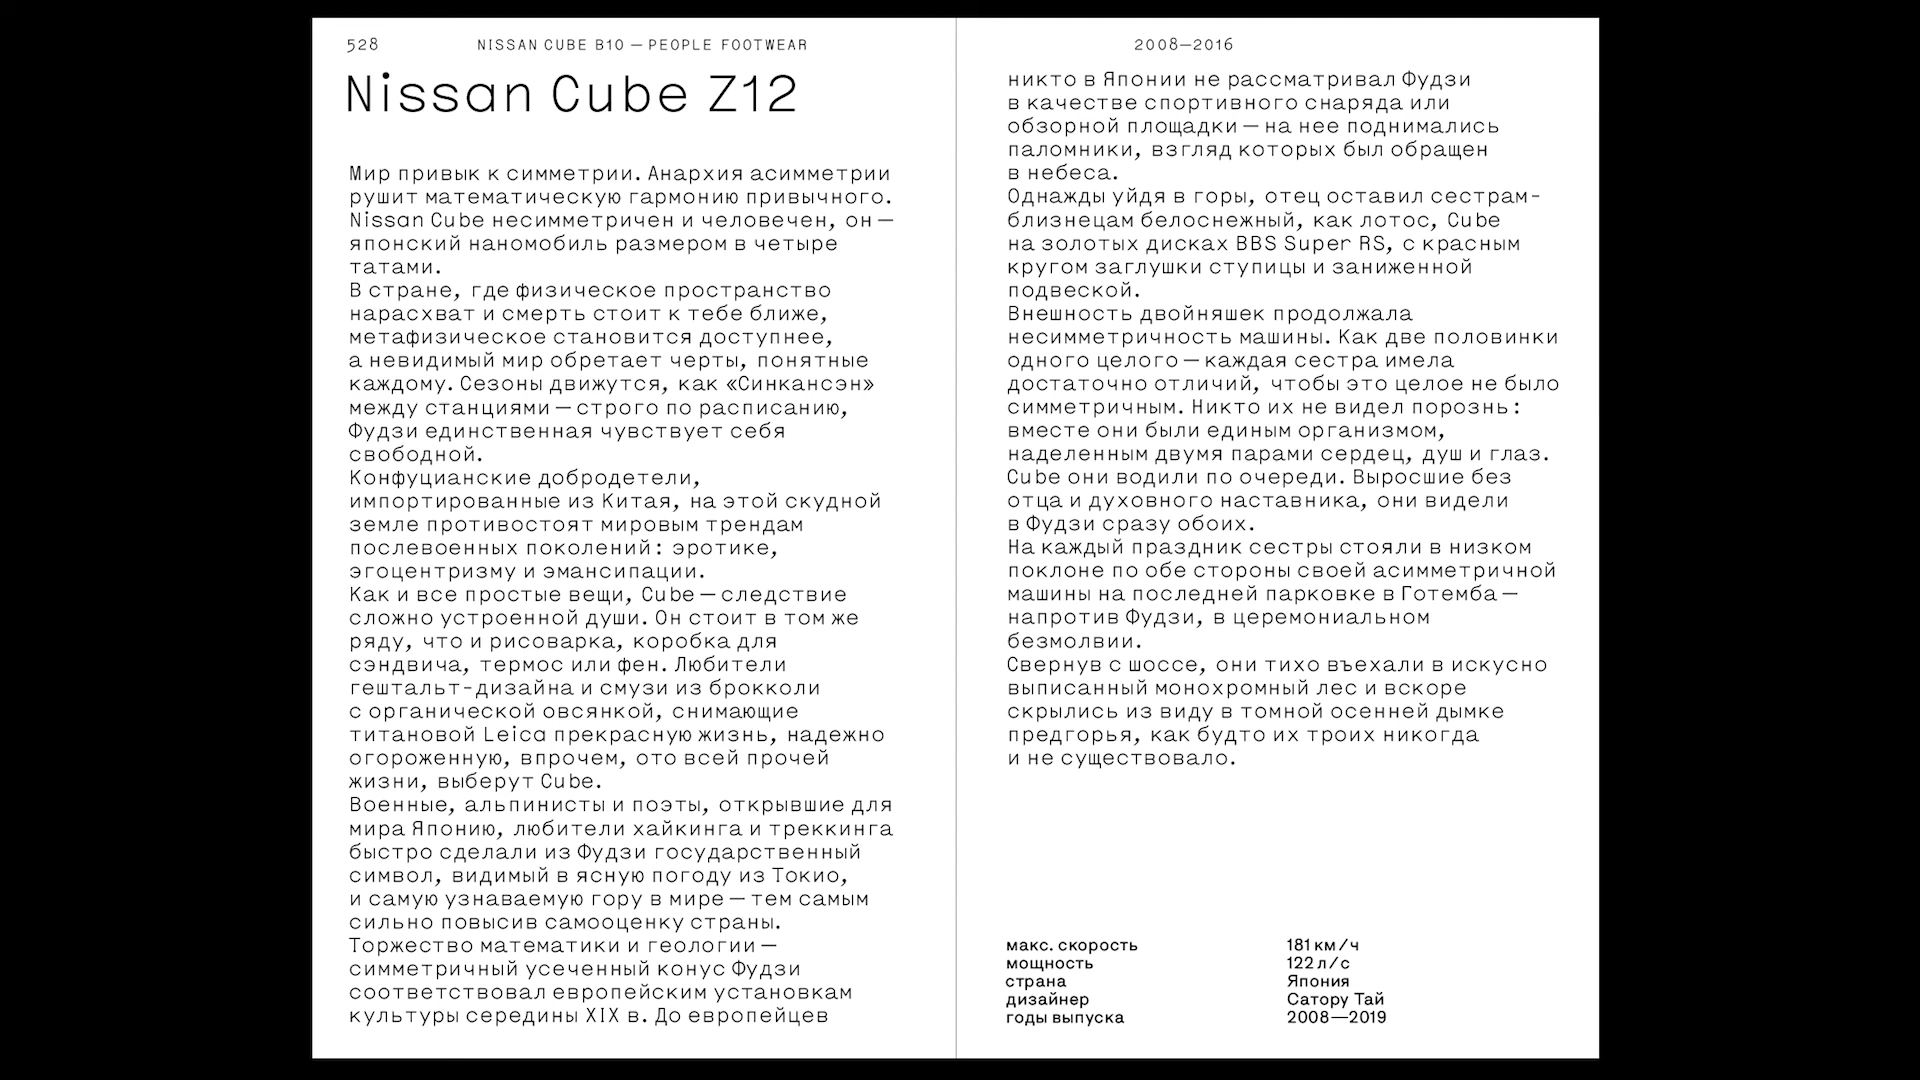 528
NISSAN CUBE B10 — PEOPLE FOOTWEAR
Nissan Cube Z12
Мир привык к симметрии. Анархия асимметрии
рушит математическую гармонию привычного.
Nissan Cube несимметричен и человечен, он —
японский наномобиль размером в четыре
татами.
В стране, где физическое пространство
нарасхват и смерть стоит к тебе ближе,
метафизическое становится доступнее,
а невидимый мир обретает черты, понятные
каждому. Сезоны движутся, как «Синкансэн»
между станциями — строго по расписанию,
Фудзи единственная чувствует себя
свободной.
Конфуцианские добродетели,
импортированные из Китая, на этой скудной
земле противостоят мировым трендам
послевоенных поколений: эротике,
эгоцентризму и эмансипации.
Как и все простые вещи, Cube — следствие
сложно устроенной души. Он стоит в том же
ряду, что и рисоварка, коробка для
сэндвича, термос или фен. Любители
гештальт-дизайна и смузи из брокколи
с органической овсянкой, снимающие
титановой Leica прекрасную жизнь, надежно
огороженную, впрочем, ото всей прочей
жизни, выберут Cube.
Военные, альпинисты и поэты, открывшие для
мира Японию, любители хайкинга и треккинга
быстро сделали из Фудзи государственный
символ, видимый в ясную погоду из Токио,
и самую узнаваемую гору в мире — тем самым
сильно повысив самооценку страны.
Торжество математики и геологии —
симметричный усеченный конус Фудзи
соответствовал европейским установкам
культуры середины XIX в. До европейцев
2008—2016
никто в Японии не рассматривал Фудзи
в качестве спортивного снаряда или
обзорной площадки — на нее поднимались
паломники, взгляд которых был обращен
в небеса.
Однажды уйдя в горы, отец оставил сестрам-
близнецам белоснежный, как лотос, Cube
на золотых дисках BBS Super RS, с красным
кругом заглушки ступицы и заниженной
подвеской.
Внешность двойняшек продолжала
несимметричность машины. Как две половинки
одного целого — каждая сестра имела
достаточно отличий, чтобы это целое не было
симметричным. Никто их не видел порознь:
вместе они были единым организмом,
наделенным двумя парами сердец, душ и глаз.
Cube они водили по очереди. Выросшие без
отца и духовного наставника, они видели
в Фудзи сразу обоих.
На каждый праздник сестры стояли в низком
поклоне по обе стороны своей асимметричной
машины на последней парковке в Готемба —
напротив Фудзи, в церемониальном
безмолвии.
Свернув с шоссе, они тихо въехали в искусно
выписанный монохромный лес и вскоре
скрылись из виду в томной осенней дымке
предгорья, как будто их троих никогда
и не существовало.
макс. скорость 181 км/ч
мощность 122 л/с
страна Япония
дизайнер Сатору Тай
годы выпуска 2008—2019